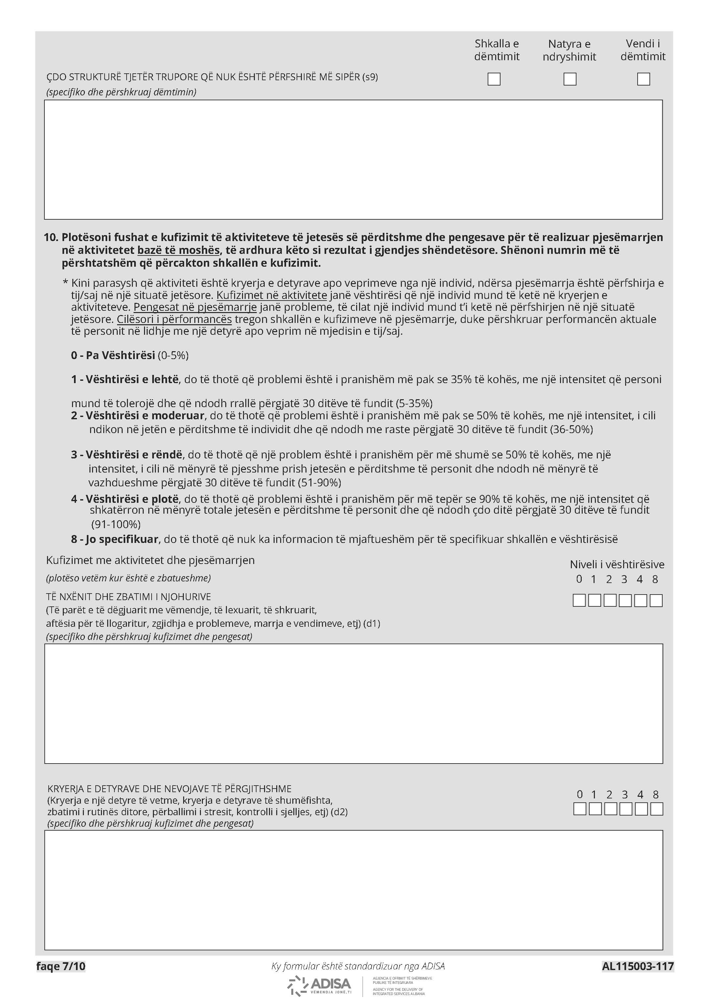 Shkalla e dëmtimit
Natyra e ndryshimit
Vendi i dëmtimit
ÇDO STRUKTURË TJETËR TRUPORE QË NUK ËSHTË PËRFSHIRË MË SIPËR (s9)
(specifiko dhe përshkruaj dëmtimin)
10. Plotësoni fushat e kufizimit të aktiviteteve të jetesës së përditshme dhe pengesave për të realizuar pjesëmarrjen
në aktivitetet bazë të moshës, të ardhura këto si rezultat i gjendjes shëndetësore. Shënoni numrin më të
përshtatshëm që përcakton shkallën e kufizimit.
* Kini parasysh që aktiviteti është kryerja e detyrave apo veprimeve nga një individ, ndërsa pjesëmarrja është përfshirja e
tij/saj në një situatë jetësore. Kufizimet në aktivitete janë vështirësi që një individ mund të ketë në kryerjen e
aktiviteteve. Pengesat në pjesëmarrje janë probleme, të cilat një individ mund t’i ketë në përfshirjen në një situatë
jetësore. Cilësori i përformancës tregon shkallën e kufizimeve në pjesëmarrje, duke përshkruar performancën aktuale
të personit në lidhje me një detyrë apo veprim në mjedisin e tij/saj.
0 - Pa Vështirësi (0-5%)
1 - Vështirësi e lehtë, do të thotë që problemi është i pranishëm më pak se 35% të kohës, me një intensitet që personi
mund të tolerojë dhe që ndodh rrallë përgjatë 30 ditëve të fundit (5-35%)
2 - Vështirësi e moderuar, do të thotë që problemi është i pranishëm më pak se 50% të kohës, me një intensitet, i cili
ndikon në jetën e përditshme të individit dhe që ndodh me raste përgjatë 30 ditëve të fundit (36-50%)
3 - Vështirësi e rëndë, do të thotë që një problem është i pranishëm për më shumë se 50% të kohës, me një
intensitet, i cili në mënyrë të pjesshme prish jetesën e përditshme të personit dhe ndodh në mënyrë të
vazhdueshme përgjatë 30 ditëve të fundit (51-90%)
4 - Vështirësi e plotë, do të thotë që problemi është i pranishëm për më tepër se 90% të kohës, me një intensitet që
shkatërron në mënyrë totale jetesën e përditshme të personit dhe që ndodh çdo ditë përgjatë 30 ditëve të fundit
(91-100%)
8 - Jo specifikuar, do të thotë që nuk ka informacion të mjaftueshëm për të specifikuar shkallën e vështirësisë
Kufizimet me aktivitetet dhe pjesëmarrjen
Niveli i vështirësive
(plotëso vetëm kur është e zbatueshme)
0 1 2 3 4 8
TË NXËNIT DHE ZBATIMI I NJOHURIVE
(Të parët e të dëgjuarit me vëmendje, të lexuarit, të shkruarit,
aftësia për të llogaritur, zgjidhja e problemeve, marrja e vendimeve, etj) (d1)
(specifiko dhe përshkruaj kufizimet dhe pengesat)
KRYERJA E DETYRAVE DHE NEVOJAVE TË PËRGJITHSHME
0 1 2 3 4 8
(Kryerja e një detyre të vetme, kryerja e detyrave të shumëfishta,
zbatimi i rutinës ditore, përballimi i stresit, kontrolli i sjelljes, etj) (d2)
(specifiko dhe përshkruaj kufizimet dhe pengesat)
faqe 7/10
Ky formular është standardizuar nga ADISA
AL115003-117
ADISA
VËMENDJA JONË, TI
AGJENCIA E OFRIMIT TË SHËRBIMEVE
PUBLIKE TË INTEGRUARA
AGENCY FOR THE DELIVERY OF
INTEGRATED SERVICES ALBANIA